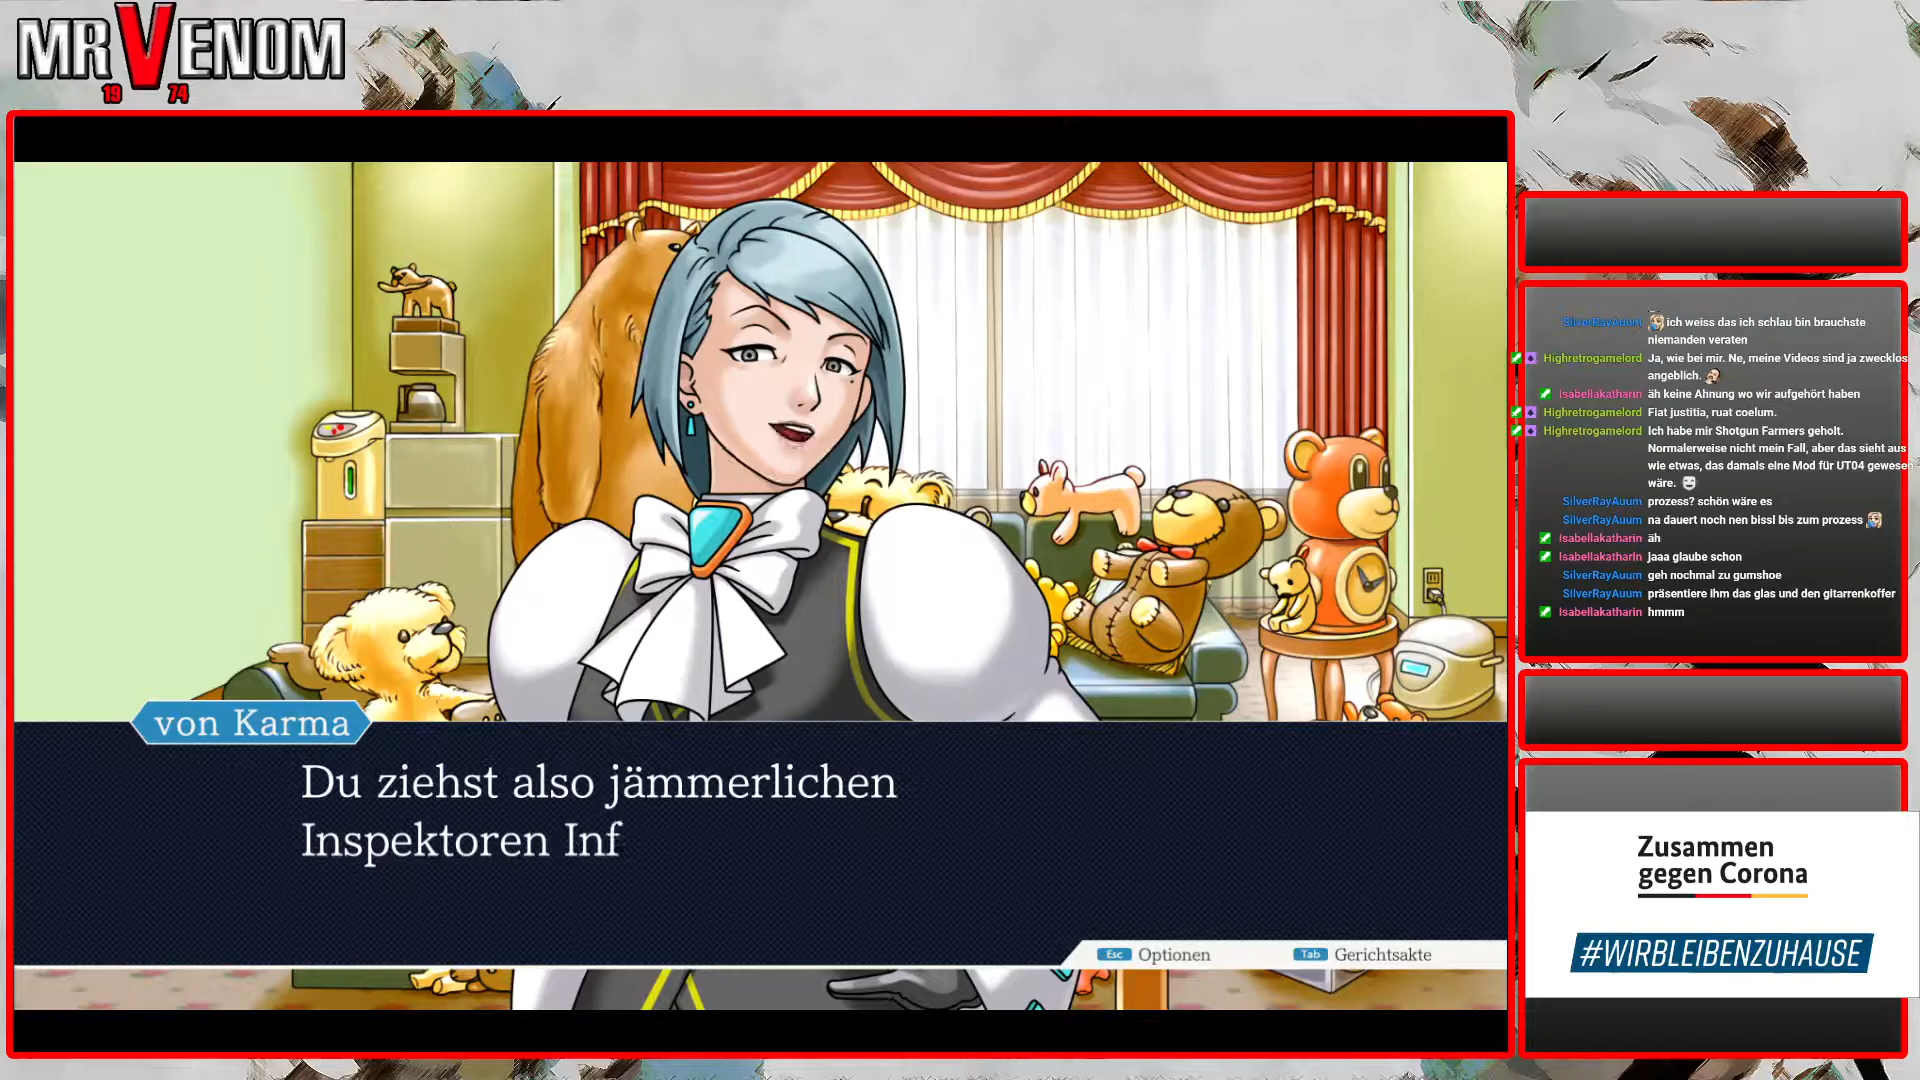 MRVENOM
19 74
SilverRayAuum ich weiss das ich schlau bin brauchste
niemanden veraten
Highretrogamelord Ja, wie bei mir. Ne, meine Videos sind ja zwecklos
angeblich.
Isabellakatharin äh keine Ahnung wo wir aufgehört haben
Highretrogamelord Fiat justitia, ruat coelum.
Highretrogamelord Ich habe mir Shotgun Farmers geholt.
Normalerweise nicht mein Fall, aber das sieht aus
wie etwas, das damals eine Mod für UT04 gewesen
wäre.
SilverRayAuum prozess? schön wäre es
SilverRayAuum na dauert noch nen bissl bis zum prozess
Isabellakatharin äh
Isabellakatharin Jaaa glaube schon
SilverRayAuum geh nochmal zu gumshoe
SilverRayAuum präsentiere ihm das glas und den gitarrenkoffer
Isabellakatharin hmmm
von Karma
Du ziehst also jämmerlichen
Inspektoren Inf
Esc Optionen Tab Gerichtsakte
Zusammen
gegen Corona
#WIRBLEIBENZUHAUSE